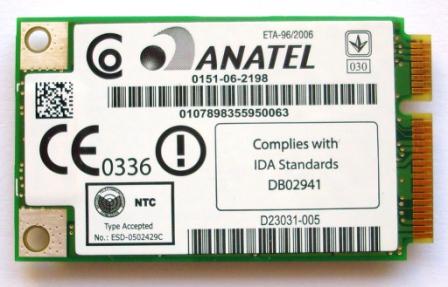 ETA-96/2006
ANATEL
030
0151-06-2198
0107898355950063
CE0336
Complies with
IDA Standards
DB02941
NTC
Type Accepted
No.: ESD-0502429C
D23031-005